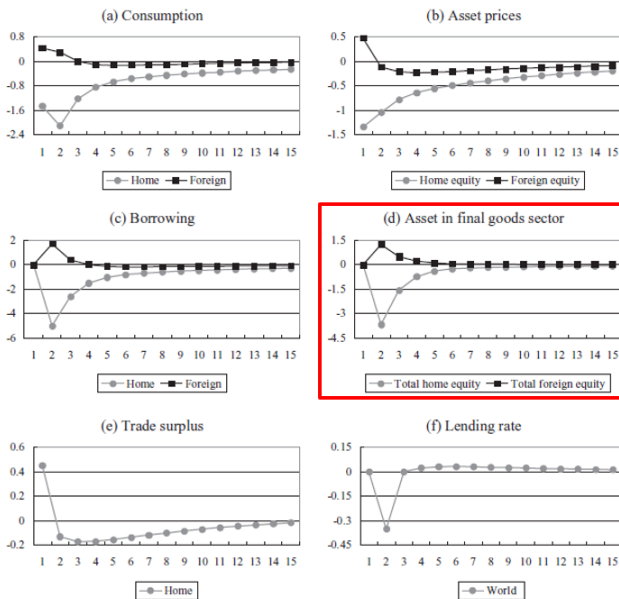 (a) Consumption
0.8
0
-0.8
-1.6
-2.4
1 2 3 4 5 6 7 8 9 10 11 12 13 14 15
Home Foreign
(b) Asset prices
0.5
0
-0.5
-1
-1.5
1 2 3 4 5 6 7 8 9 10 11 12 13 14 15
Home equity Foreign equity
(c) Borrowing
2
0
-2
-4
-6
1 2 3 4 5 6 7 8 9 10 11 12 13 14 15
Home Foreign
(d) Asset in final goods sector
1.5
0
-1.5
-3
-4.5
1 2 3 4 5 6 7 8 9 10 11 12 13 14 15
Total home equity Total foreign equity
(e) Trade surplus
0.6
0.4
0.2
0
-0.2
1 2 3 4 5 6 7 8 9 10 11 12 13 14 15
Home
(f) Lending rate
0.15
0
-0.15
-0.3
-0.45
1 2 3 4 5 6 7 8 9 10 11 12 13 14 15
World